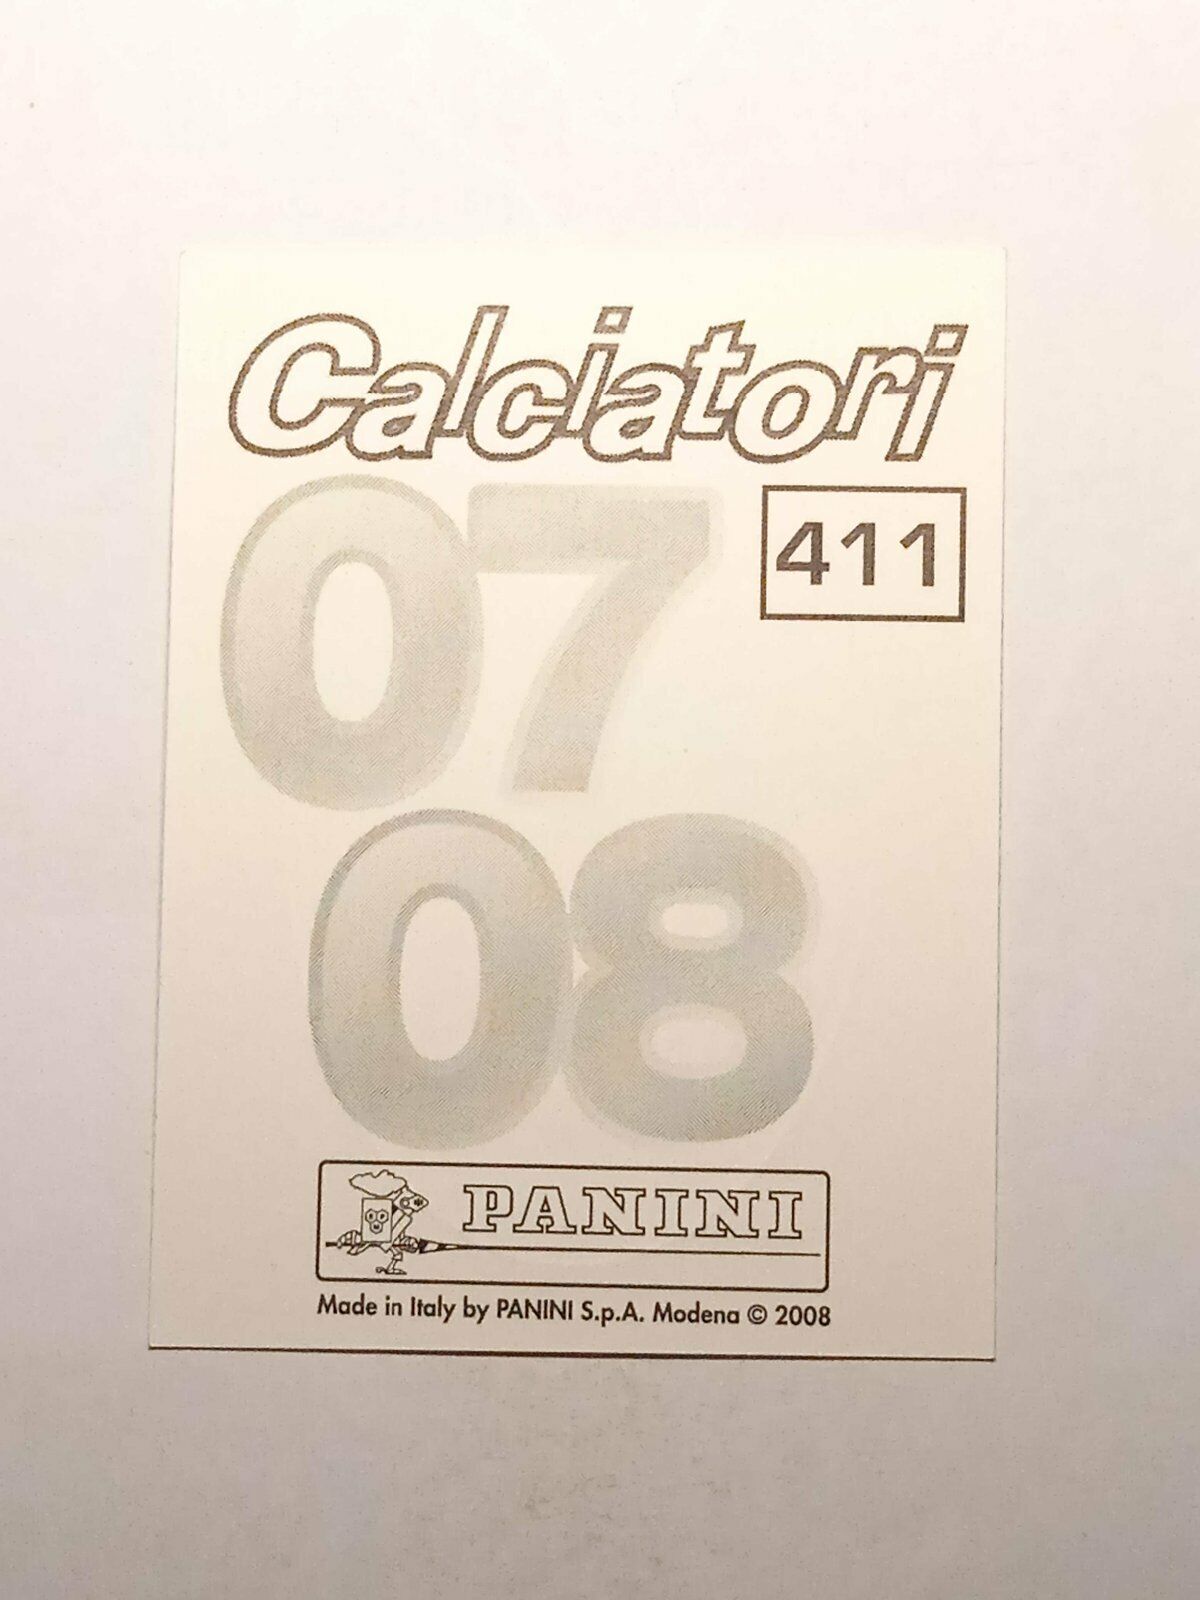 Calciatori
07
411
08
PANINI
Made in Italy by PANINI S.p.A. Modena © 2008